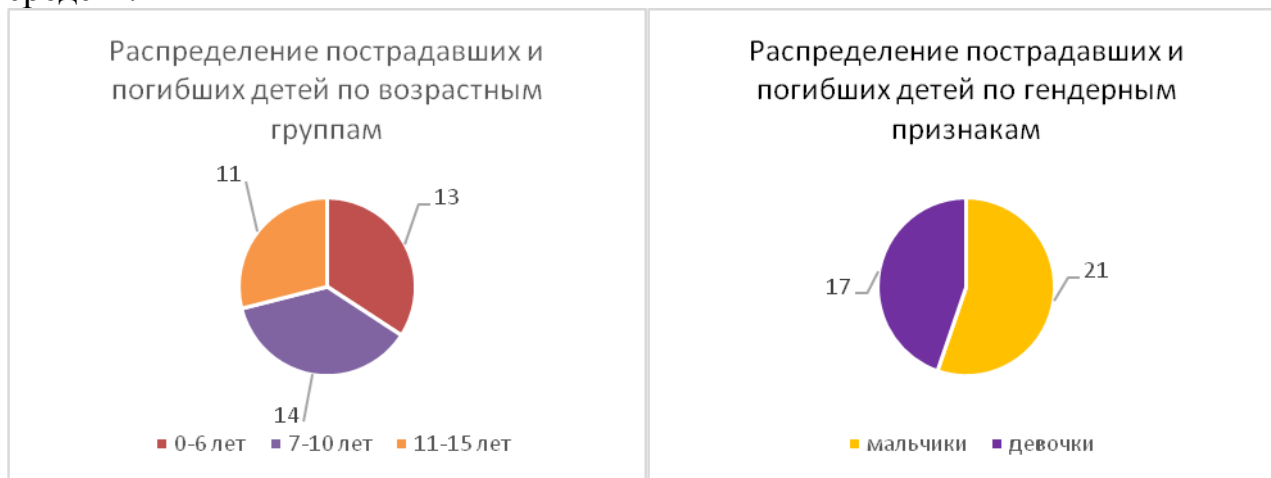 Распределение пострадавших и
погибших детей по возрастным
группам
11
13
14
0-6 лет 7-10 лет 11-15 лет
Распределение пострадавших и
погибших детей по гендерным
признакам
17
21
мальчики девочки